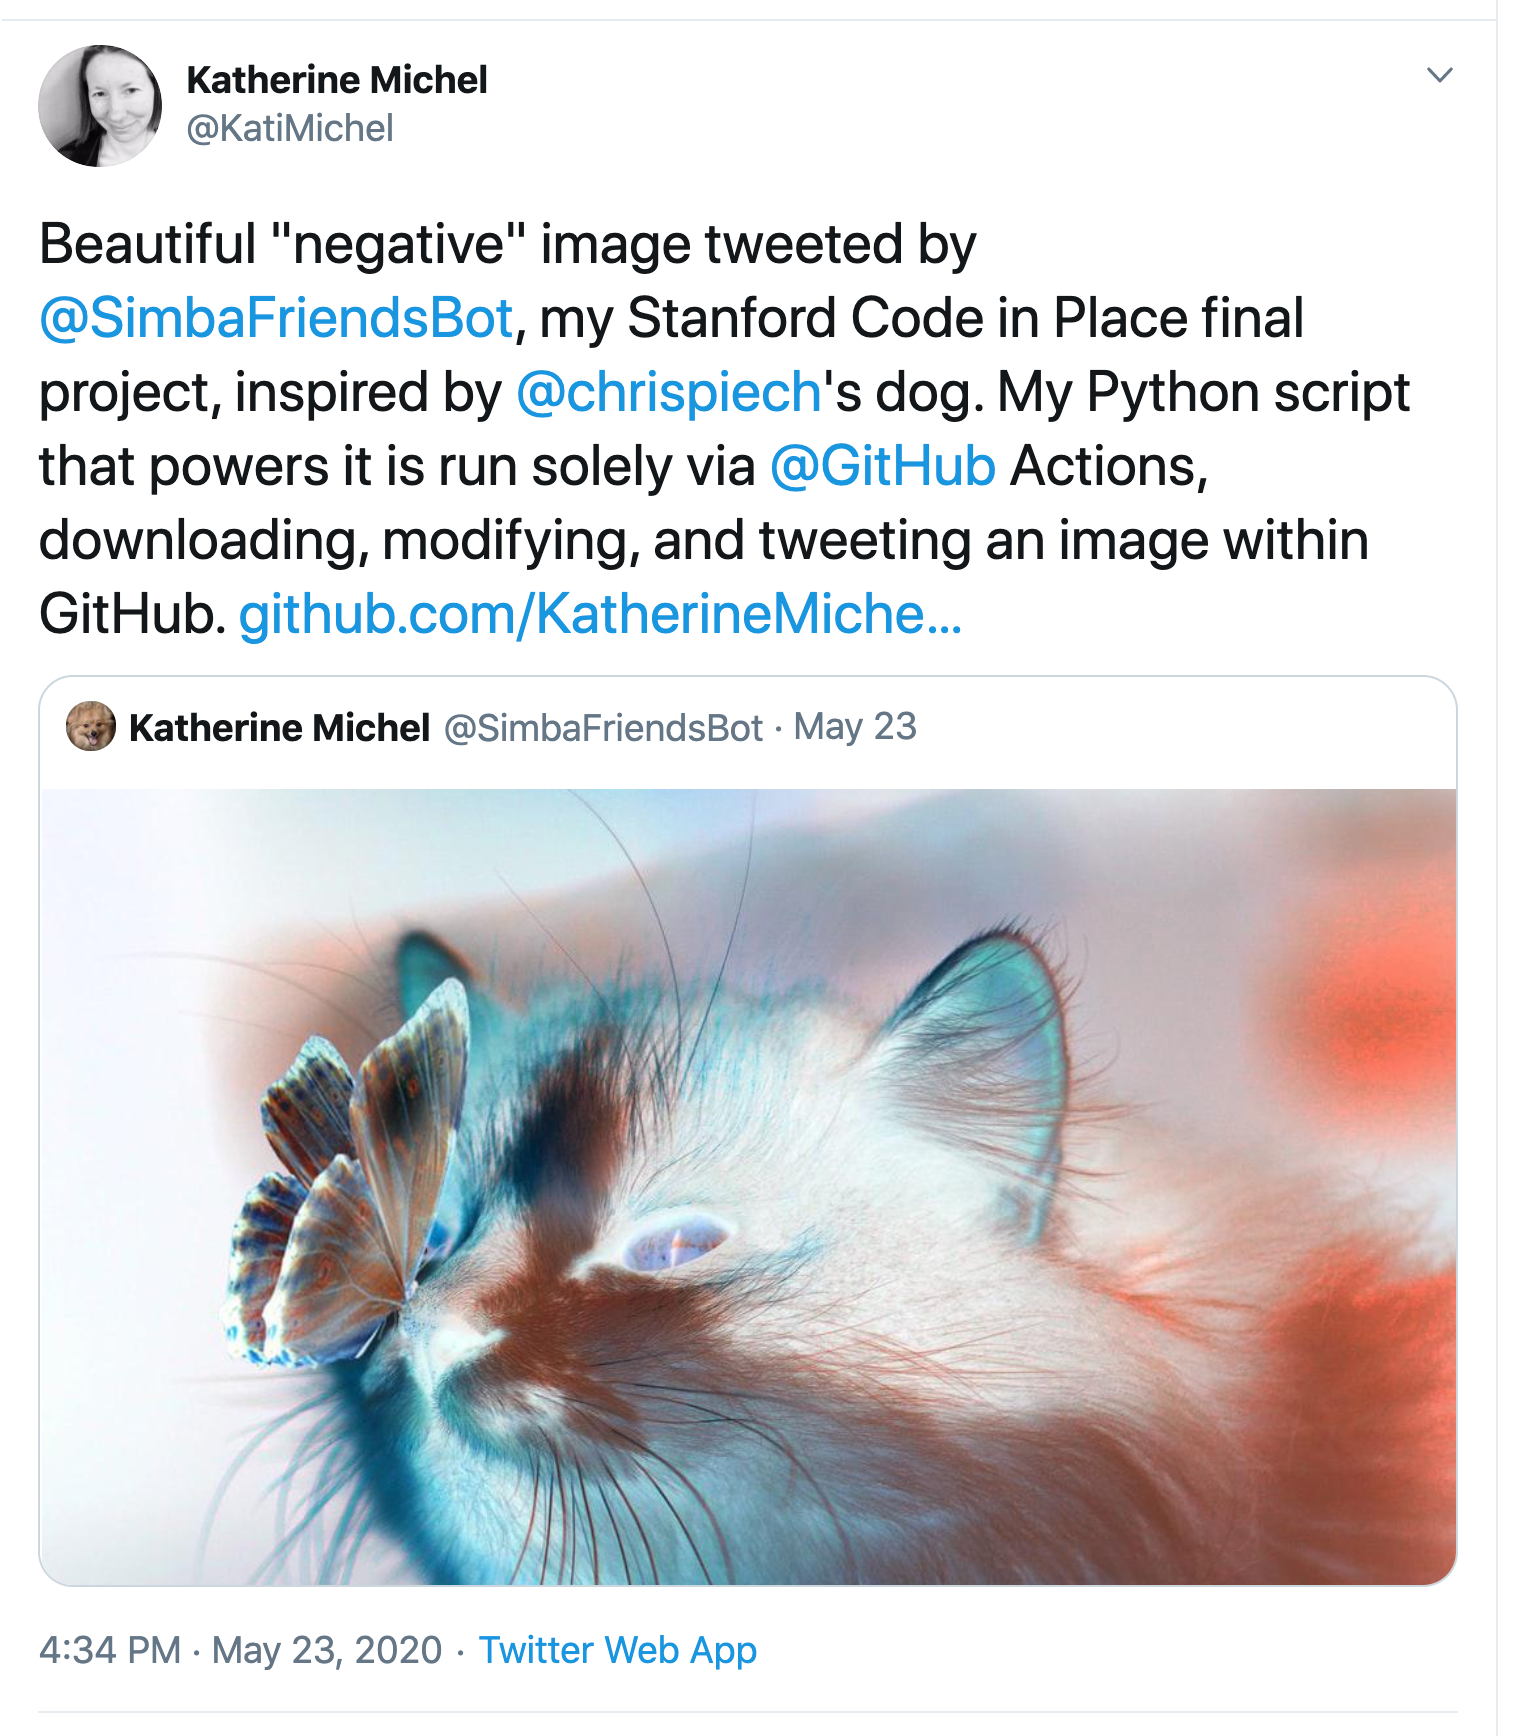 Katherine Michel
@KatiMichel
Beautiful "negative" image tweeted by
@SimbaFriendsBot, my Stanford Code in Place final
project, inspired by @chrispiech's dog. My Python script
that powers it is run solely via @GitHub Actions,
downloading, modifying, and tweeting an image within
GitHub. github.com/KatherineMiche...
Katherine Michel @SimbaFriendsBot · May 23
4:34 PM · May 23, 2020 · Twitter Web App